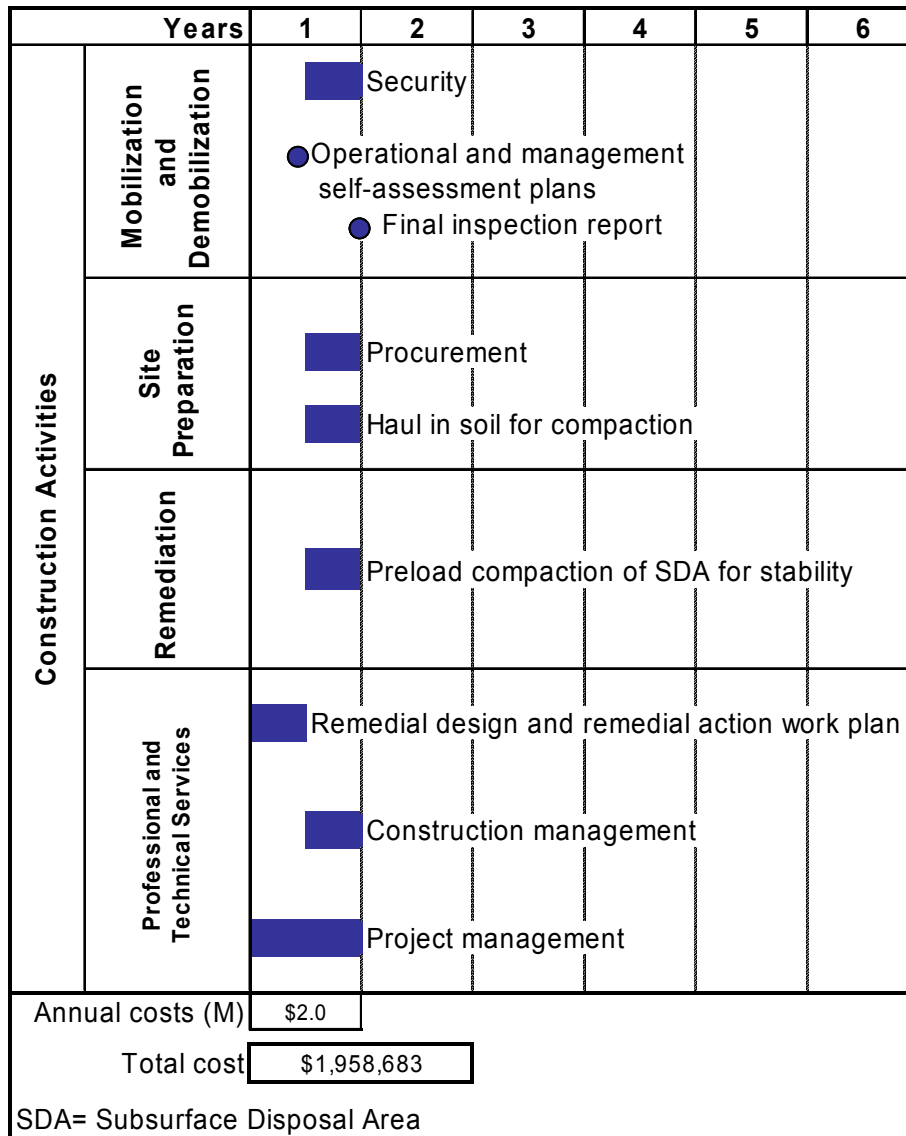 Years 1 2 3 4 5 6
Construction Activities
Mobilization
and
Demobilization
Security
Operational and management
self-assessment plans
Final inspection report
Site
Preparation
Procurement
Haul in soil for compaction
Remediation
Preload compaction of SDA for stability
Professional and
Technical Services
Remedial design and remedial action work plan
Construction management
Project management
Annual costs (M) $2.0
Total cost $1,958,683
SDA= Subsurface Disposal Area